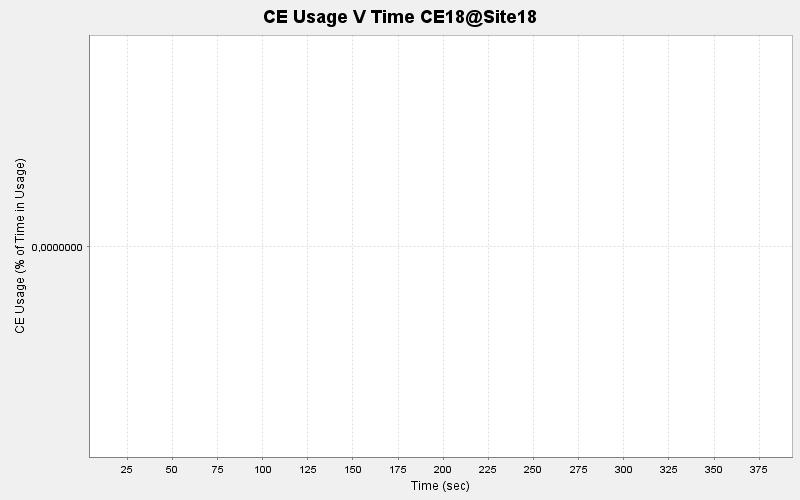 CE Usage V Time CE18@Site18
CE Usage (% of Time in Usage)
0,0000000
25 50 75 100 125 150 175 200 225 250 275 300 325 350 375
Time (sec)